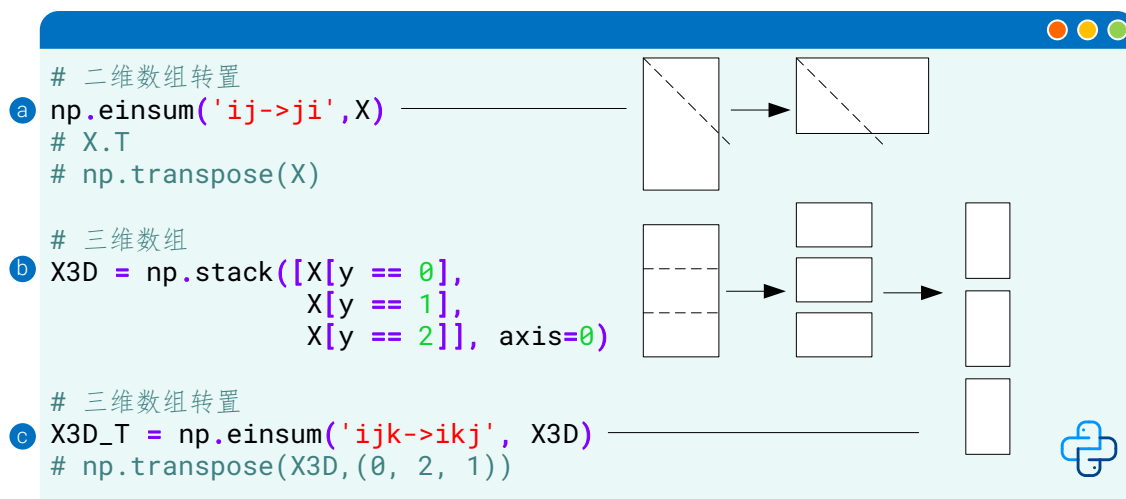 # 二维数组转置
a np.einsum('ij->ji',X)
# X.T
# np.transpose(X)
# 三维数组
b X3D = np.stack([X[y == 0],
X[y == 1],
X[y == 2]], axis=0)
# 三维数组转置
c X3D_T = np.einsum('ijk->ikj', X3D)
# np.transpose(X3D,(0, 2, 1))